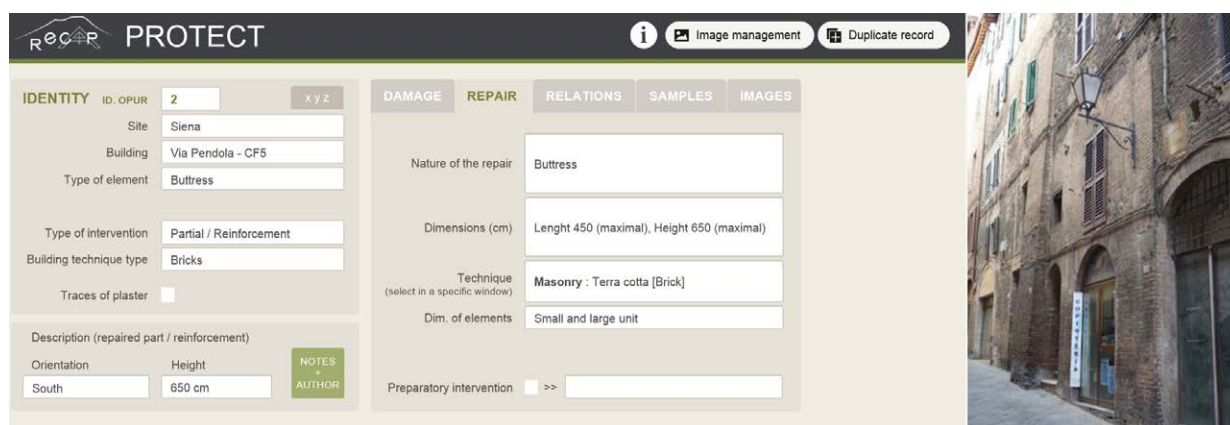 RECAP PROTECT
i
Image management
Duplicate record
IDENTITY ID. OPUR 2 x y z
Site Siena
Building Via Pendola - CF5
Type of element Buttress
Type of intervention Partial / Reinforcement
Building technique type Bricks
Traces of plaster
Description (repaired part / reinforcement)
Orientation Height
South 650 cm
NOTES
+
AUTHOR
DAMAGE REPAIR RELATIONS SAMPLES IMAGES
Nature of the repair Buttress
Dimensions (cm) Lenght 450 (maximal), Height 650 (maximal)
Technique
(select in a specific window)
Masonry : Terra cotta [Brick]
Dim. of elements Small and large unit
Preparatory intervention >>
COPISTERIA